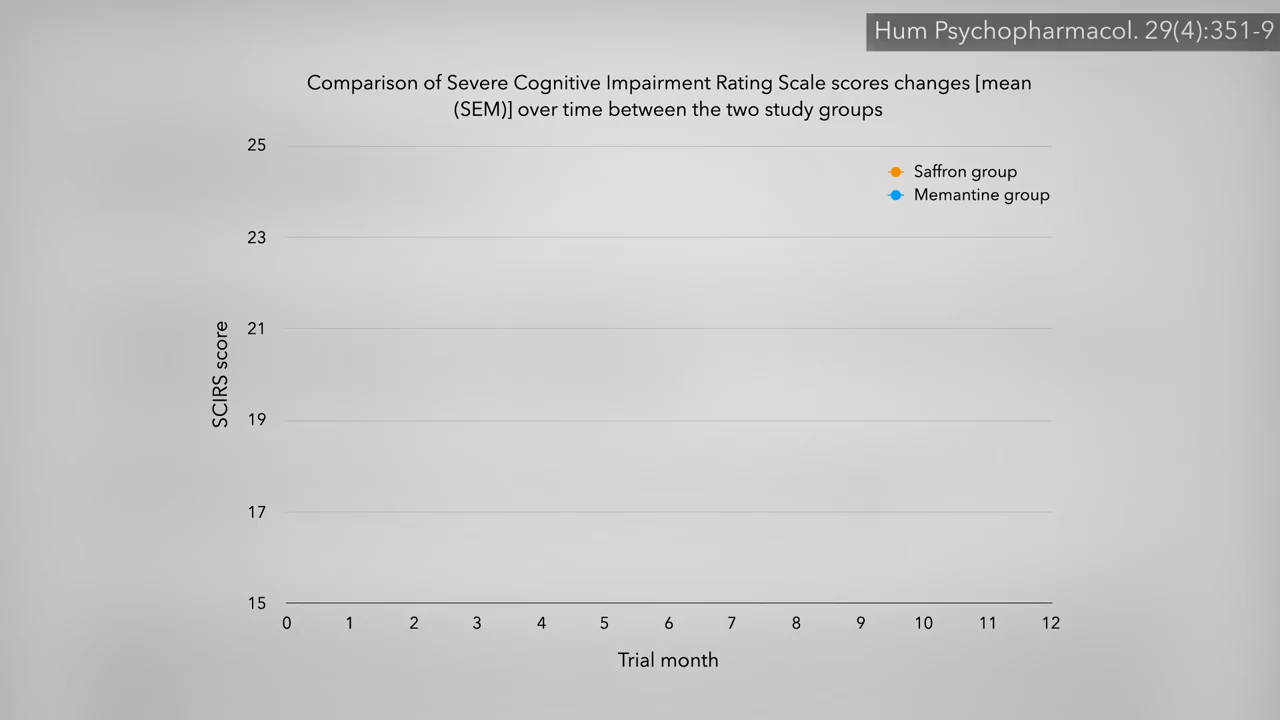 Hum Psychopharmacol. 29(4):351-9
Comparison of Severe Cognitive Impairment Rating Scale scores changes [mean
(SEM)] over time between the two study groups
25
Saffron group
Memantine group
23
21
SCIRS score
19
17
15
0 1 2 3 4 5 6 7 8 9 10 11 12
Trial month